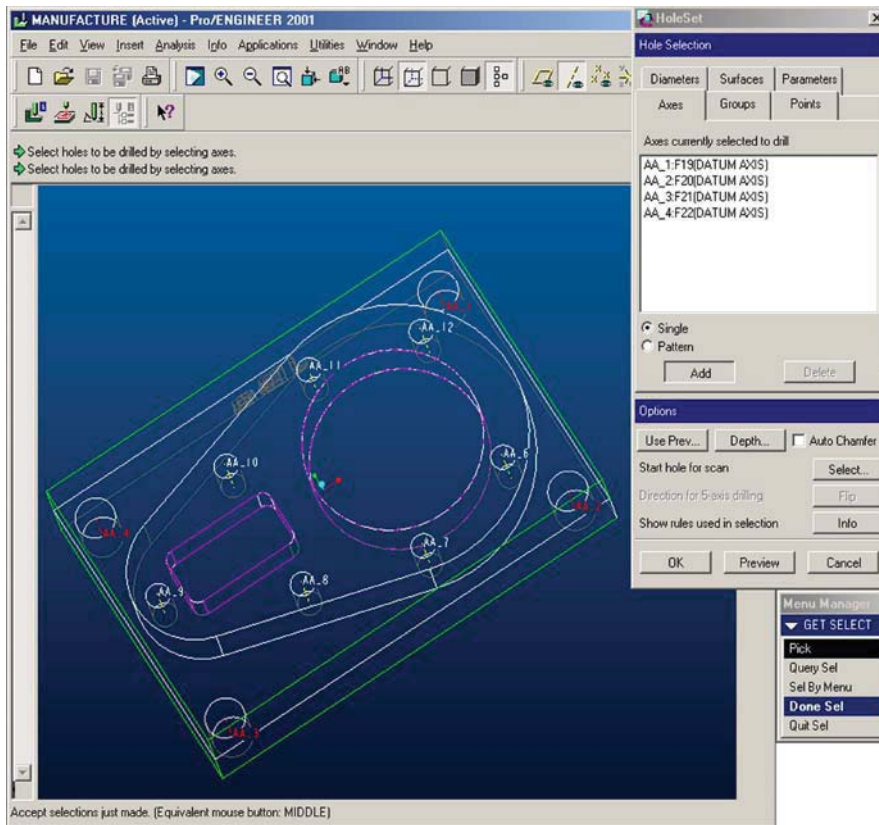 MANUFACTURE (Active) - Pro/ENGINEER 2001
File Edit View Insert Analysis Info Applications Utilities Window Help
Select holes to be drilled by selecting axes.
Select holes to be drilled by selecting axes.
AA_1
AA_12
AA_11
AA_10
AA_6
AA_2
AA_4
AA_7
AA_8
AA_9
AA_3
Accept selections just made. (Equivalent mouse button: MIDDLE)
HoleSet
Hole Selection
Diameters Surfaces Parameters
Axes Groups Points
Axes currently selected to drill
AA_1:F19(DATUM AXIS)
AA_2:F20(DATUM AXIS)
AA_3:F21(DATUM AXIS)
AA_4:F22(DATUM AXIS)
Single
Pattern
Add Delete
Options
Use Prev... Depth... Auto Chamfer
Start hole for scan Select...
Direction for 5-axis drilling Flip
Show rules used in selection Info
OK Preview Cancel
Menu Manager
GET SELECT
Pick
Query Sel
Sel By Menu
Done Sel
Quit Sel